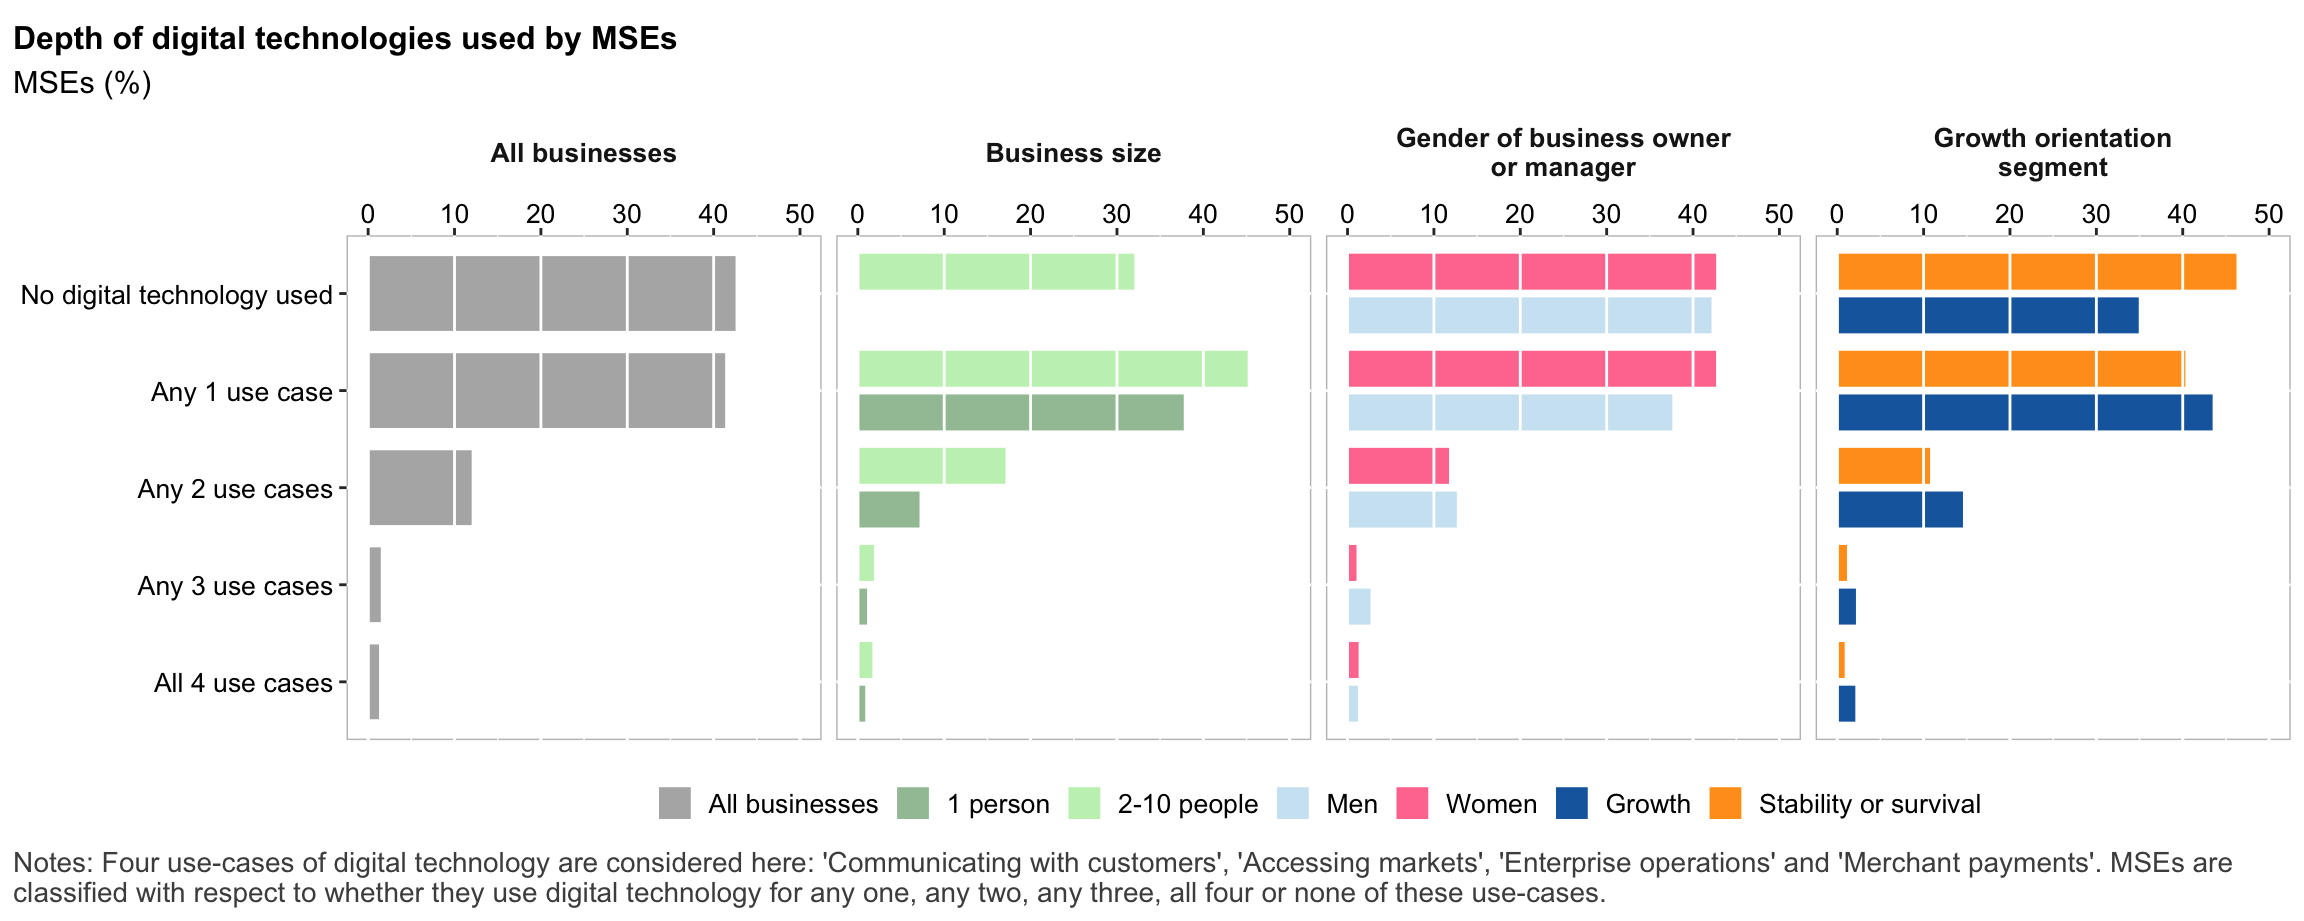 Depth of digital technologies used by MSEs
MSEs (%)
All businesses
Business size
Gender of business owner
or manager
Growth orientation
segment
0 10 20 30 40 50
0 10 20 30 40 50
0 10 20 30 40 50
0 10 20 30 40 50
No digital technology used
Any 1 use case
Any 2 use cases
Any 3 use cases
All 4 use cases
All businesses 1 person 2-10 people Men Women Growth Stability or survival
Notes: Four use-cases of digital technology are considered here: 'Communicating with customers', 'Accessing markets', 'Enterprise operations' and 'Merchant payments'. MSEs are
classified with respect to whether they use digital technology for any one, any two, any three, all four or none of these use-cases.